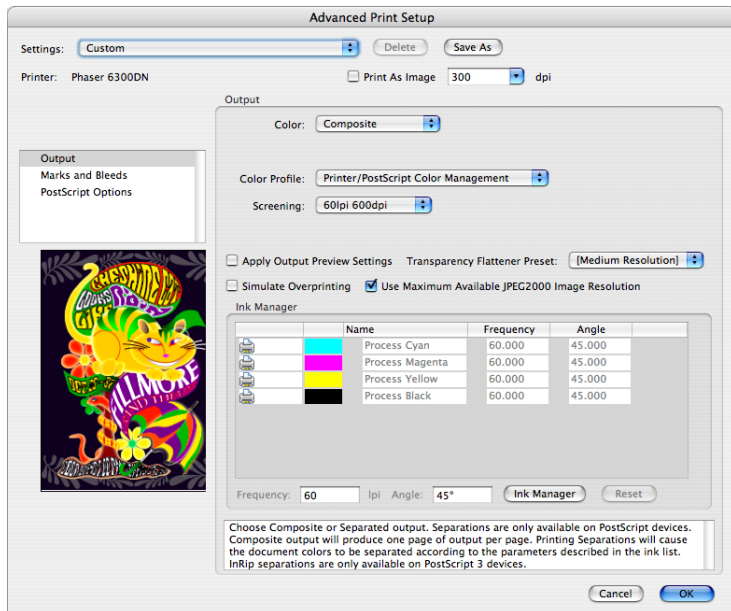 Advanced Print Setup
Settings: Custom Delete Save As
Printer: Phaser 6300DN Print As Image 300 dpi
Output
Color: Composite
Output
Marks and Bleeds
PostScript Options
Color Profile: Printer/PostScript Color Management
Screening: 60lpi 600dpi
Apply Output Preview Settings Transparency Flattener Preset: [Medium Resolution]
Simulate Overprinting Use Maximum Available JPEG2000 Image Resolution
Ink Manager
Name Frequency Angle
Process Cyan 60.000 45.000
Process Magenta 60.000 45.000
Process Yellow 60.000 45.000
Process Black 60.000 45.000
FILLMORE
Frequency: 60 lpi Angle: 45° Ink Manager Reset
Choose Composite or Separated output. Separations are only available on PostScript devices.
Composite output will produce one page of output per page. Printing Separations will cause
the document colors to be separated according to the parameters described in the ink list.
InRip separations are only available on PostScript 3 devices.
Cancel OK